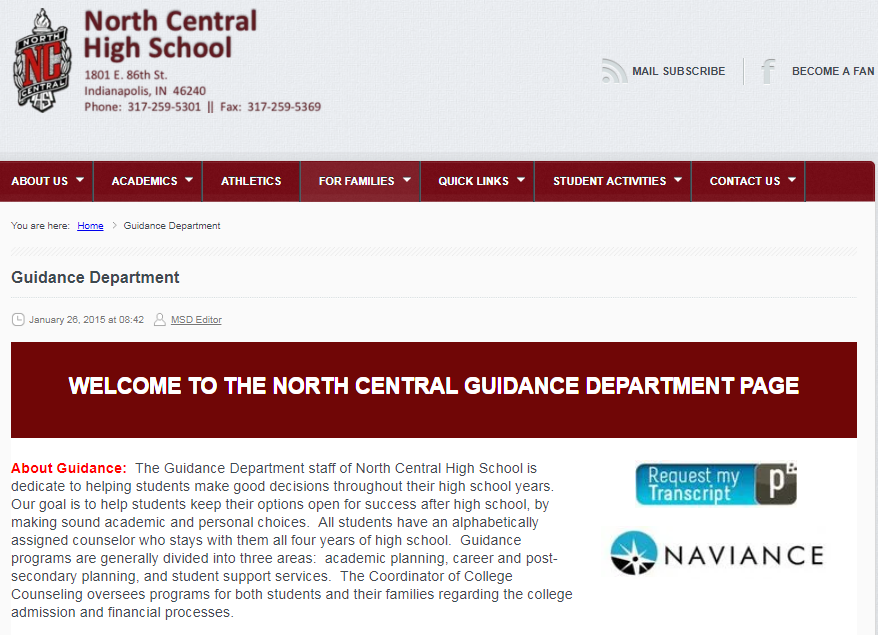 NORTH
NC
CENTRAL
HS
North Central
High School
1801 E. 86th St.
Indianapolis, IN 46240
Phone: 317-259-5301 || Fax: 317-259-5369
MAIL SUBSCRIBE
f
BECOME A FAN
ABOUT US
ACADEMICS
ATHLETICS
FOR FAMILIES
QUICK LINKS
STUDENT ACTIVITIES
CONTACT US
You are here: Home > Guidance Department
Guidance Department
January 26, 2015 at 08:42 MSD Editor
WELCOME TO THE NORTH CENTRAL GUIDANCE DEPARTMENT PAGE
About Guidance: The Guidance Department staff of North Central High School is
dedicate to helping students make good decisions throughout their high school years.
Our goal is to help students keep their options open for success after high school, by
making sound academic and personal choices. All students have an alphabetically
assigned counselor who stays with them all four years of high school. Guidance
programs are generally divided into three areas: academic planning, career and post-
secondary planning, and student support services. The Coordinator of College
Counseling oversees programs for both students and their families regarding the college
admission and financial processes.
Request my
Transcript
p
NAVIANCE